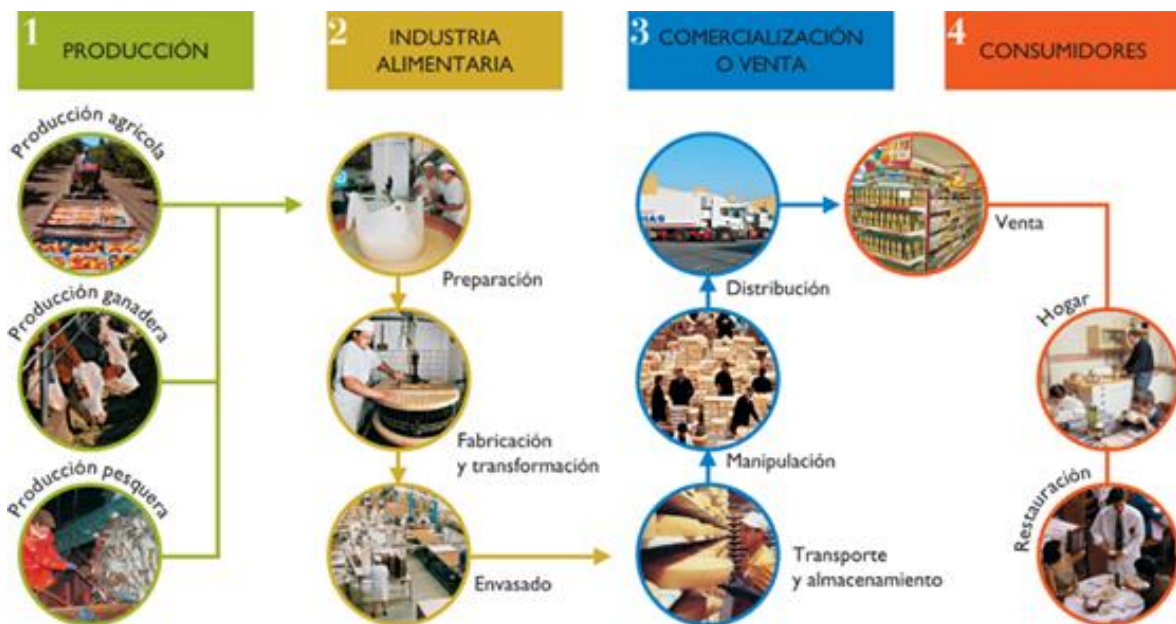 1
PRODUCCIÓN
2
INDUSTRIA
ALIMENTARIA
3
COMERCIALIZACIÓN
O VENTA
4
CONSUMIDORES
Producción agrícola
Producción ganadera
Producción pesquera
Preparación
Fabricación
y transformación
Envasado
Distribución
Manipulación
Transporte
y almacenamiento
Venta
Hogar
Restauración